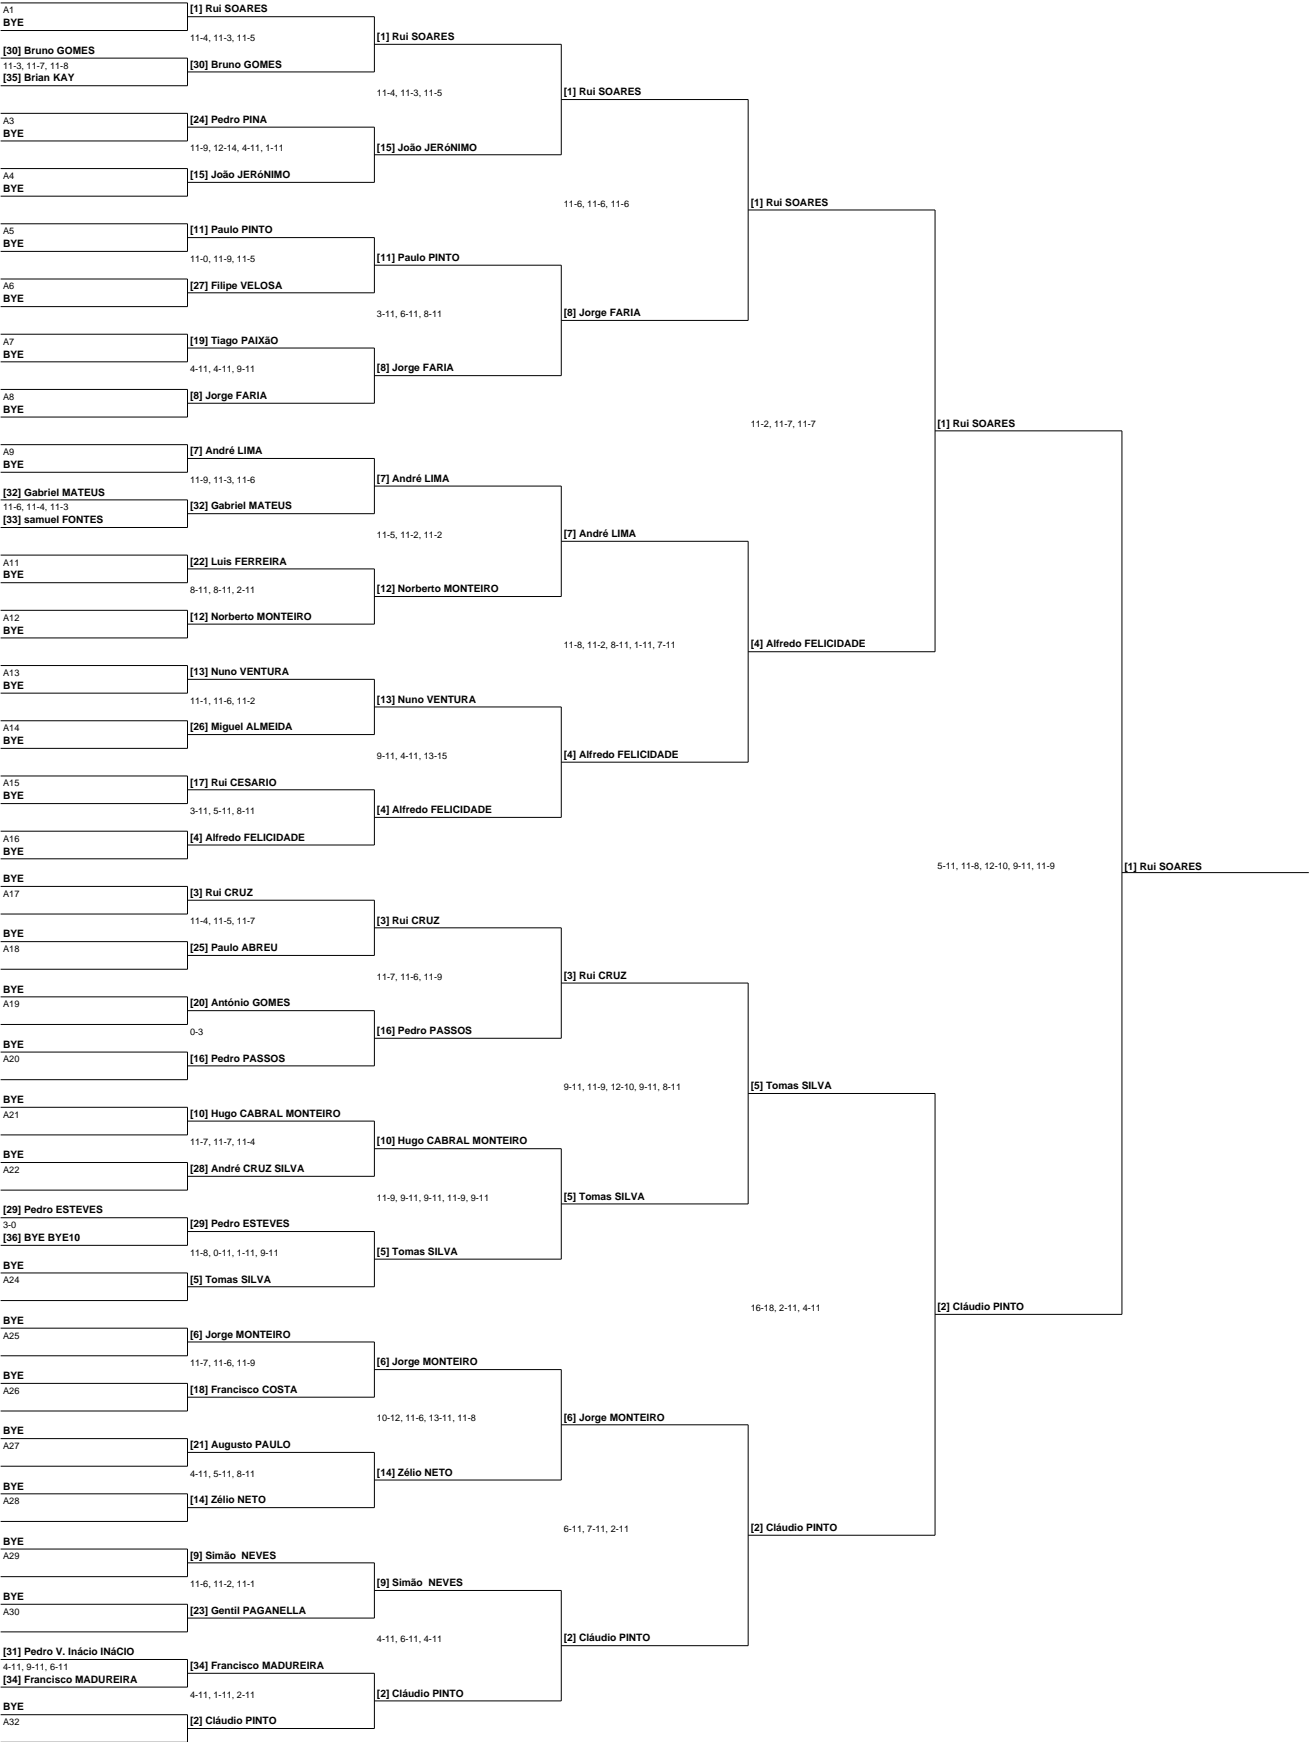 A1
[1] Rui SOARES
BYE
11-4, 11-3, 11-5
[1] Rui SOARES
[30] Bruno GOMES
11-3, 11-7, 11-8
[30] Bruno GOMES
[35] Brian KAY
11-4, 11-3, 11-5
[1] Rui SOARES
A3
[24] Pedro PINA
BYE
11-9, 12-14, 4-11, 1-11
[15] João JERóNIMO
A4
[15] João JERóNIMO
BYE
11-6, 11-6, 11-6
[1] Rui SOARES
A5
[11] Paulo PINTO
BYE
11-0, 11-9, 11-5
[11] Paulo PINTO
A6
[27] Filipe VELOSA
BYE
3-11, 6-11, 8-11
[8] Jorge FARIA
A7
[19] Tiago PAIXãO
BYE
4-11, 4-11, 9-11
[8] Jorge FARIA
A8
[8] Jorge FARIA
BYE
11-2, 11-7, 11-7
[1] Rui SOARES
A9
[7] André LIMA
BYE
11-9, 11-3, 11-6
[7] André LIMA
[32] Gabriel MATEUS
11-6, 11-4, 11-3
[32] Gabriel MATEUS
[33] samuel FONTES
11-5, 11-2, 11-2
[7] André LIMA
A11
[22] Luis FERREIRA
BYE
8-11, 8-11, 2-11
[12] Norberto MONTEIRO
A12
[12] Norberto MONTEIRO
BYE
11-8, 11-2, 8-11, 1-11, 7-11
[4] Alfredo FELICIDADE
A13
[13] Nuno VENTURA
BYE
11-1, 11-6, 11-2
[13] Nuno VENTURA
A14
[26] Miguel ALMEIDA
BYE
9-11, 4-11, 13-15
[4] Alfredo FELICIDADE
A15
[17] Rui CESARIO
BYE
3-11, 5-11, 8-11
[4] Alfredo FELICIDADE
A16
[4] Alfredo FELICIDADE
BYE
5-11, 11-8, 12-10, 9-11, 11-9
[1] Rui SOARES
BYE
A17
[3] Rui CRUZ
11-4, 11-5, 11-7
[3] Rui CRUZ
BYE
A18
[25] Paulo ABREU
11-7, 11-6, 11-9
[3] Rui CRUZ
BYE
A19
[20] António GOMES
0-3
[16] Pedro PASSOS
BYE
A20
[16] Pedro PASSOS
9-11, 11-9, 12-10, 9-11, 8-11
[5] Tomas SILVA
BYE
A21
[10] Hugo CABRAL MONTEIRO
11-7, 11-7, 11-4
[10] Hugo CABRAL MONTEIRO
BYE
A22
[28] André CRUZ SILVA
11-9, 9-11, 9-11, 11-9, 9-11
[5] Tomas SILVA
[29] Pedro ESTEVES
3-0
[29] Pedro ESTEVES
[36] BYE BYE10
11-8, 0-11, 1-11, 9-11
[5] Tomas SILVA
BYE
A24
[5] Tomas SILVA
16-18, 2-11, 4-11
[2] Cláudio PINTO
BYE
A25
[6] Jorge MONTEIRO
11-7, 11-6, 11-9
[6] Jorge MONTEIRO
BYE
A26
[18] Francisco COSTA
10-12, 11-6, 13-11, 11-8
[6] Jorge MONTEIRO
BYE
A27
[21] Augusto PAULO
4-11, 5-11, 8-11
[14] Zélio NETO
BYE
A28
[14] Zélio NETO
6-11, 7-11, 2-11
[2] Cláudio PINTO
BYE
A29
[9] Simão  NEVES
11-6, 11-2, 11-1
[9] Simão  NEVES
BYE
A30
[23] Gentil PAGANELLA
4-11, 6-11, 4-11
[2] Cláudio PINTO
[31] Pedro V. Inácio INáCIO
4-11, 9-11, 6-11
[34] Francisco MADUREIRA
[34] Francisco MADUREIRA
4-11, 1-11, 2-11
[2] Cláudio PINTO
BYE
A32
[2] Cláudio PINTO